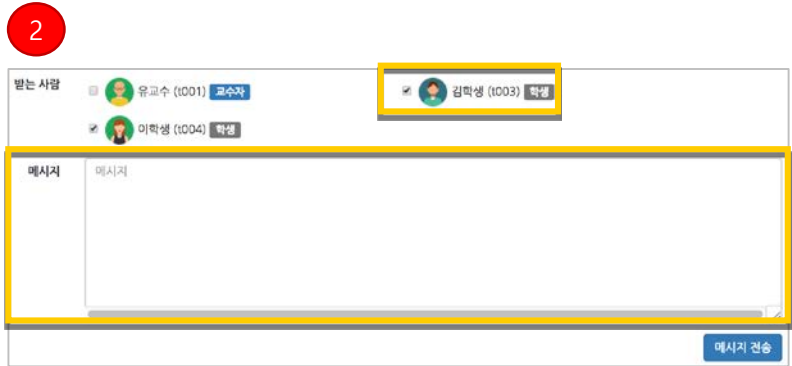 2
받는 사람
유교수 (t001) 교수자
김학생 (t003) 학생
이학생 (t004) 학생
메시지
메시지
메시지 전송